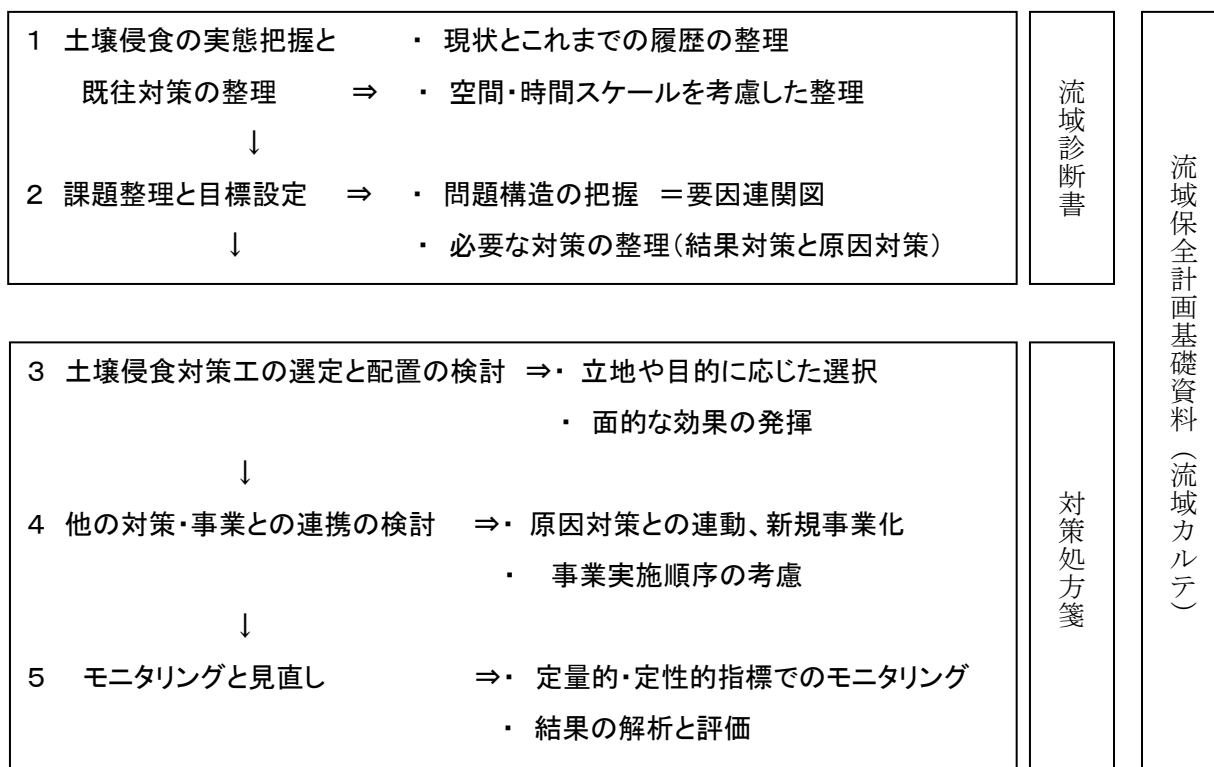 1 土壌侵食の実態把握と ・ 現状とこれまでの履歴の整理
既往対策の整理 ⇒ ・ 空間・時間スケールを考慮した整理
↓
2 課題整理と目標設定 ⇒ ・ 問題構造の把握 =要因連関図
↓ ・ 必要な対策の整理(結果対策と原因対策)
流域診断書
3 土壌侵食対策工の選定と配置の検討 ⇒・ 立地や目的に応じた選択
・ 面的な効果の発揮
↓
4 他の対策・事業との連携の検討 ⇒・ 原因対策との連動、新規事業化
・ 事業実施順序の考慮
↓
5 モニタリングと見直し ⇒・ 定量的・定性的指標でのモニタリング
・ 結果の解析と評価
対策処方箋
流域保全計画基礎資料(流域カルテ)